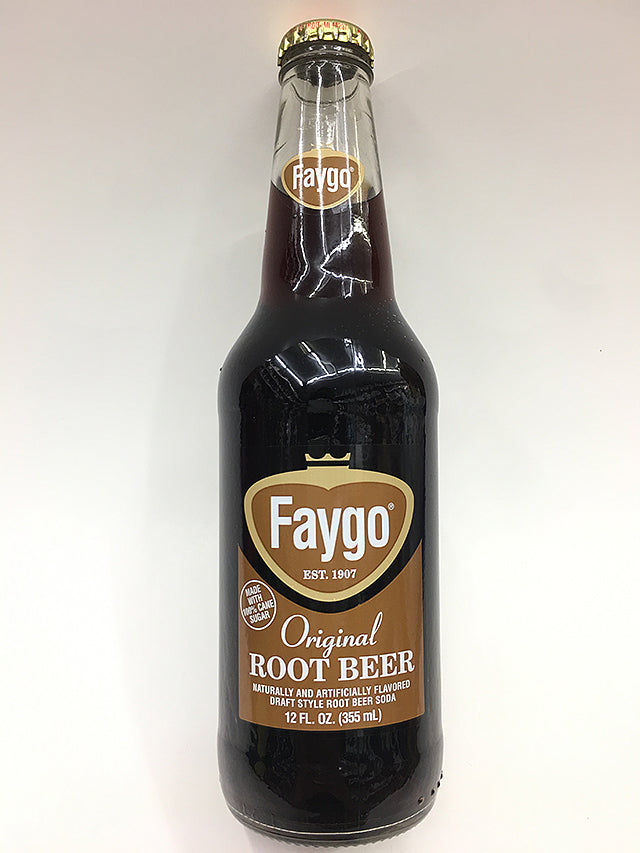 Faygo®
Faygo®
EST. 1907
MADE
WITH
100% CANE
SUGAR
Original
ROOT BEER
NATURALLY AND ARTIFICIALLY FLAVORED
DRAFT STYLE ROOT BEER SODA
12 FL. OZ. (355 mL)